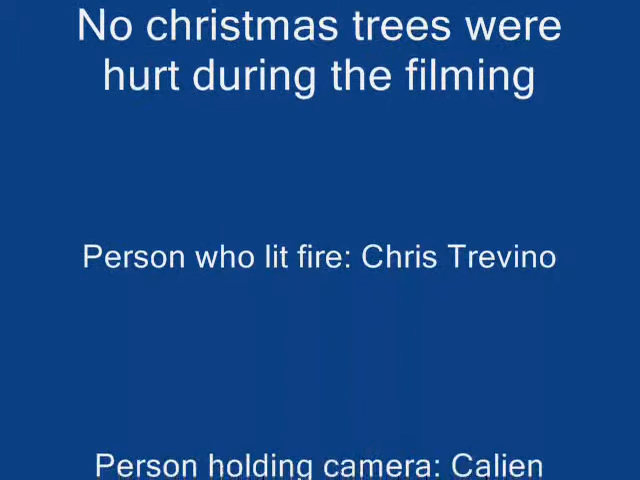 No christmas trees were
hurt during the filming
Person who lit fire: Chris Trevino
Person holding camera: Calien